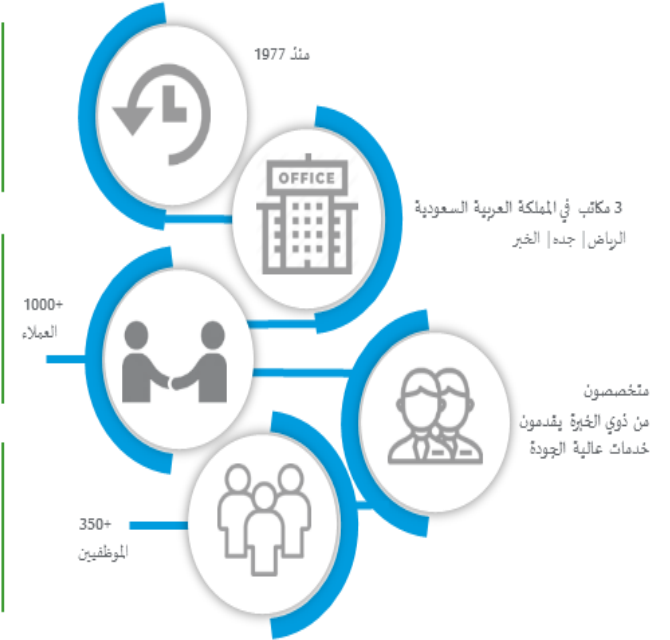 منذ 1977
OFFICE
3 مكاتب في المملكة العربية السعودية
الرياض| جده| الخبر
1000+
العملاء
متخصصون
من ذوي الخبرة يقدمون
خدمات عالية الجودة
350+
الموظفيين